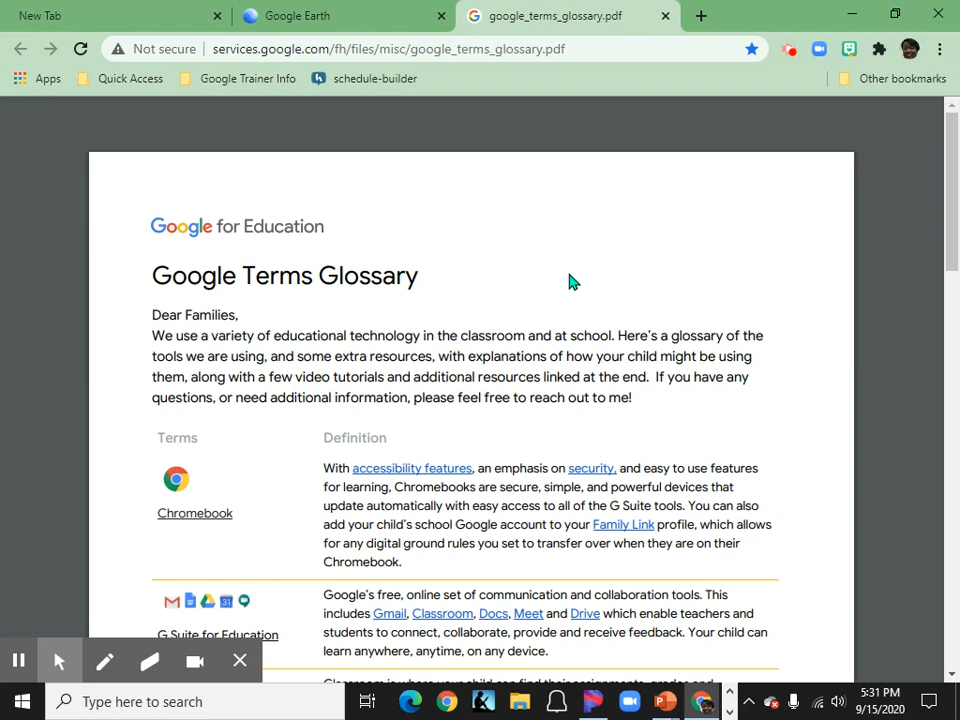 New Tab
Google Earth
google_terms_glossary.pdf
Not secure
services.google.com/fh/files/misc/google_terms_glossary.pdf
Apps
Quick Access
Google Trainer Info
schedule-builder
Other bookmarks
Google for Education
Google Terms Glossary
Dear Families,
We use a variety of educational technology in the classroom and at school. Here's a glossary of the
tools we are using, and some extra resources, with explanations of how your child might be using
them, along with a few video tutorials and additional resources linked at the end. If you have any
questions, or need additional information, please feel free to reach out to me!
Terms
Definition
Chromebook
With accessibility features, an emphasis on security, and easy to use features
for learning, Chromebooks are secure, simple, and powerful devices that
update automatically with easy access to all of the G Suite tools. You can also
add your child's school Google account to your Family Link profile, which allows
for any digital ground rules you set to transfer over when they are on their
Chromebook.
G Suite for Education
Google's free, online set of communication and collaboration tools. This
includes Gmail, Classroom, Docs, Meet and Drive which enable teachers and
students to connect, collaborate, provide and receive feedback. Your child can
learn anywhere, anytime, on any device.
Classroom is where your child can find their assignments, grades and
Type here to search
5:31 PM
9/15/2020